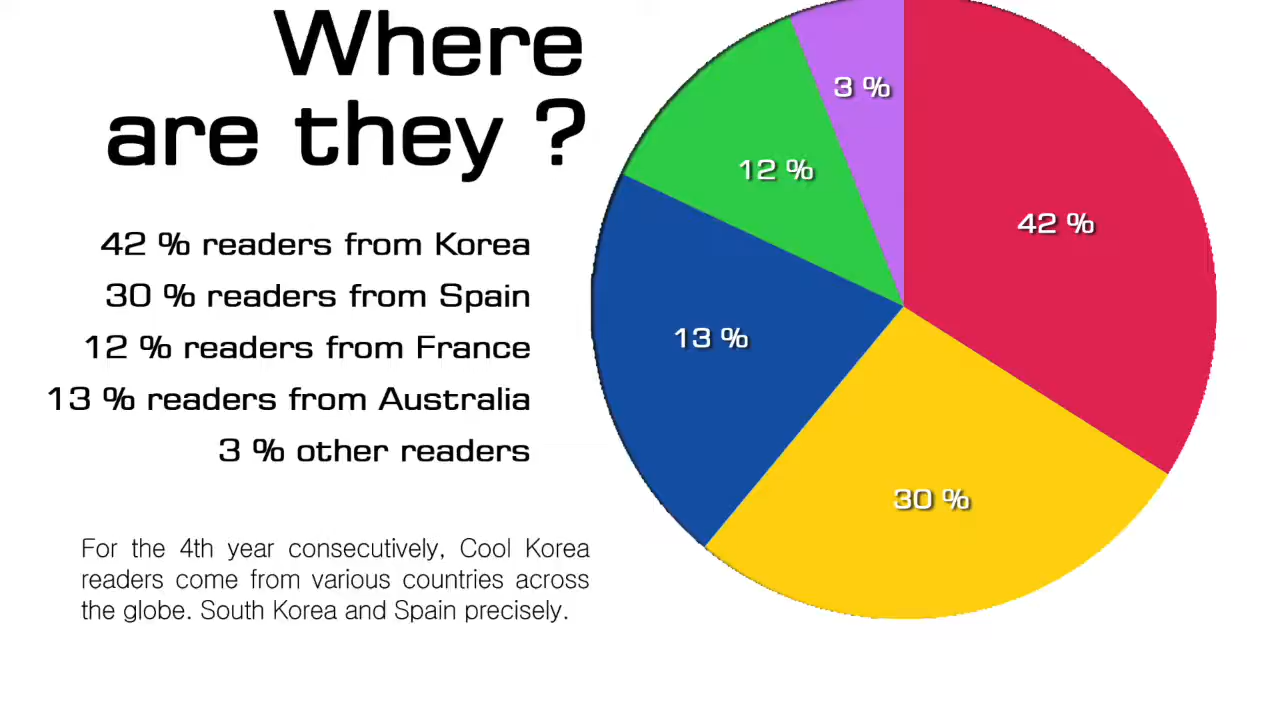 Where
are they ?
42 % readers from Korea
30 % readers from Spain
12 % readers from France
13 % readers from Australia
3 % other readers
For the 4th year consecutively, Cool Korea
readers come from various countries across
the globe. South Korea and Spain precisely.
3 %
12 %
42 %
13 %
30 %